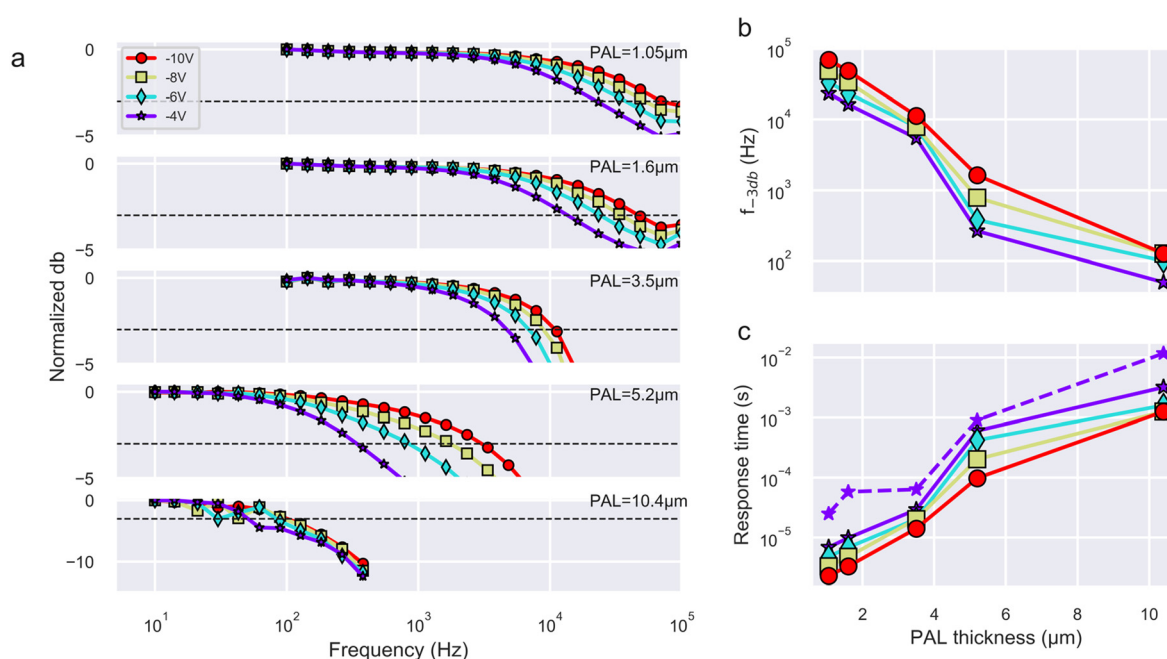 a
0
-10V
-8V
-6V
-4V
PAL=1.05μm
−5
0
PAL=1.6μm
−5
0
PAL=3.5μm
−5
0
PAL=5.2μm
−5
0
PAL=10.4μm
−10
Normalized db
10¹ 10² 10³ 10⁴ 10⁵
Frequency (Hz)
b
10⁵
10⁴
10³
10²
f₋₃db (Hz)
c
10⁻²
10⁻³
10⁻⁴
10⁻⁵
Response time (s)
2 4 6 8 10
PAL thickness (μm)